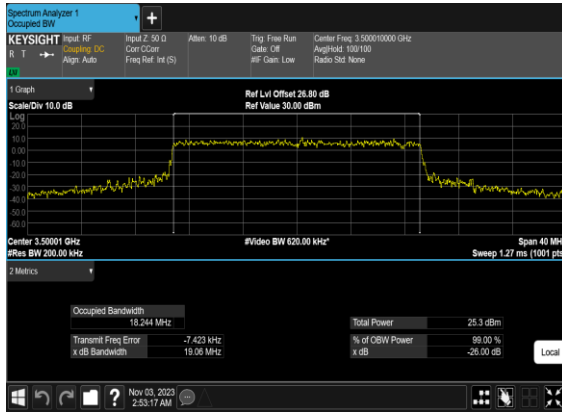 Spectrum Analyzer 1
Occupied BW
+
KEYSIGHT
R T
LXI
Input: RF
Coupling: DC
Align: Auto
Input Z: 50 Ω
Corr CCorr
Freq Ref: Int (S)
Atten: 10 dB
Trig: Free Run
Gate: Off
#IF Gain: Low
Center Freq: 3.500010000 GHz
Avg|Hold: 100/100
Radio Std: None
1 Graph
Scale/Div 10.0 dB
Ref Lvl Offset 26.80 dB
Ref Value 30.00 dBm
Log
20.0
10.0
0.00
-10.0
-20.0
-30.0
-40.0
-50.0
-60.0
Center 3.50001 GHz
#Res BW 200.00 kHz
#Video BW 620.00 kHz*
Span 40 MH
Sweep 1.27 ms (1001 pts
2 Metrics
Occupied Bandwidth
18.244 MHz
Transmit Freq Error -7.423 kHz
x dB Bandwidth 19.06 MHz
Total Power 25.3 dBm
% of OBW Power 99.00 %
x dB -26.00 dB
Local
?
Nov 03, 2023
2:53:17 AM